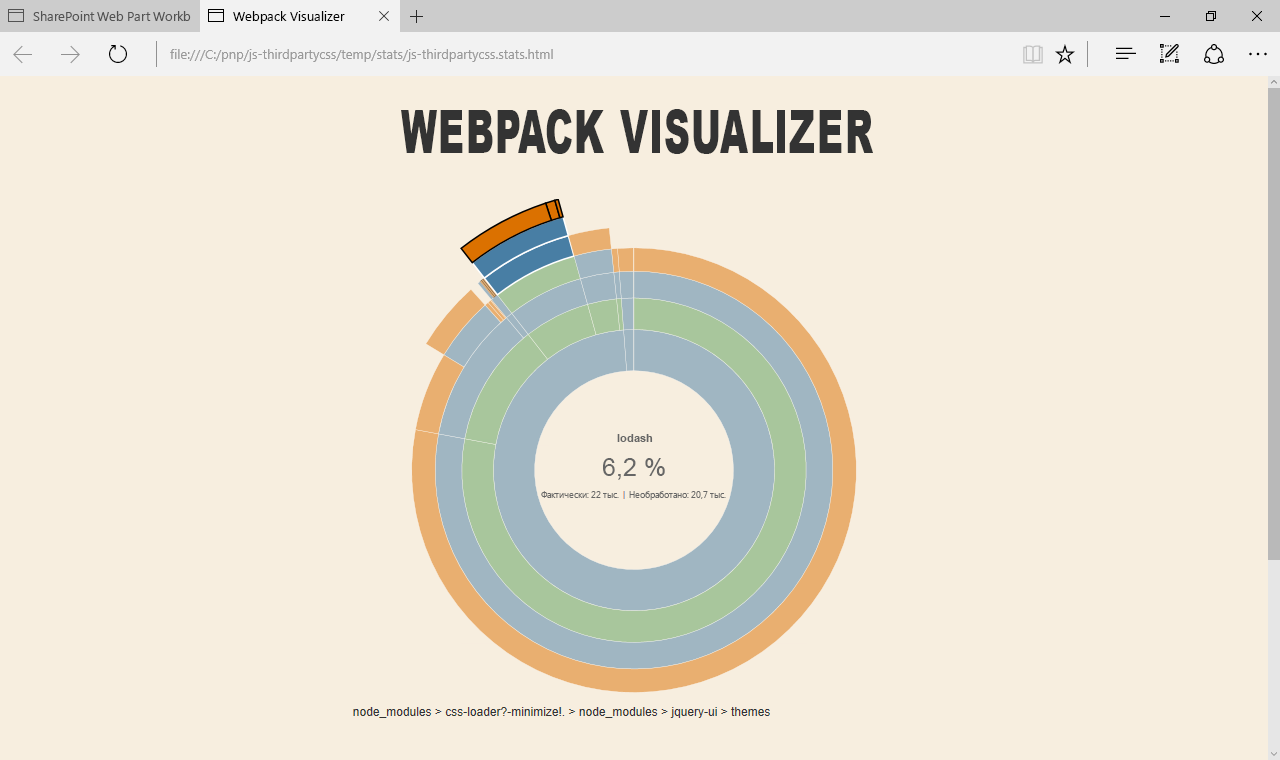 SharePoint Web Part Workb
Webpack Visualizer
file:///C:/pnp/js-thirdpartycss/temp/stats/js-thirdpartycss.stats.html
WEBPACK VISUALIZER
lodash
6,2 %
Фактически: 22 тыс. | Необработано: 20,7 тыс.
node_modules > css-loader?-minimize!. > node_modules > jquery-ui > themes